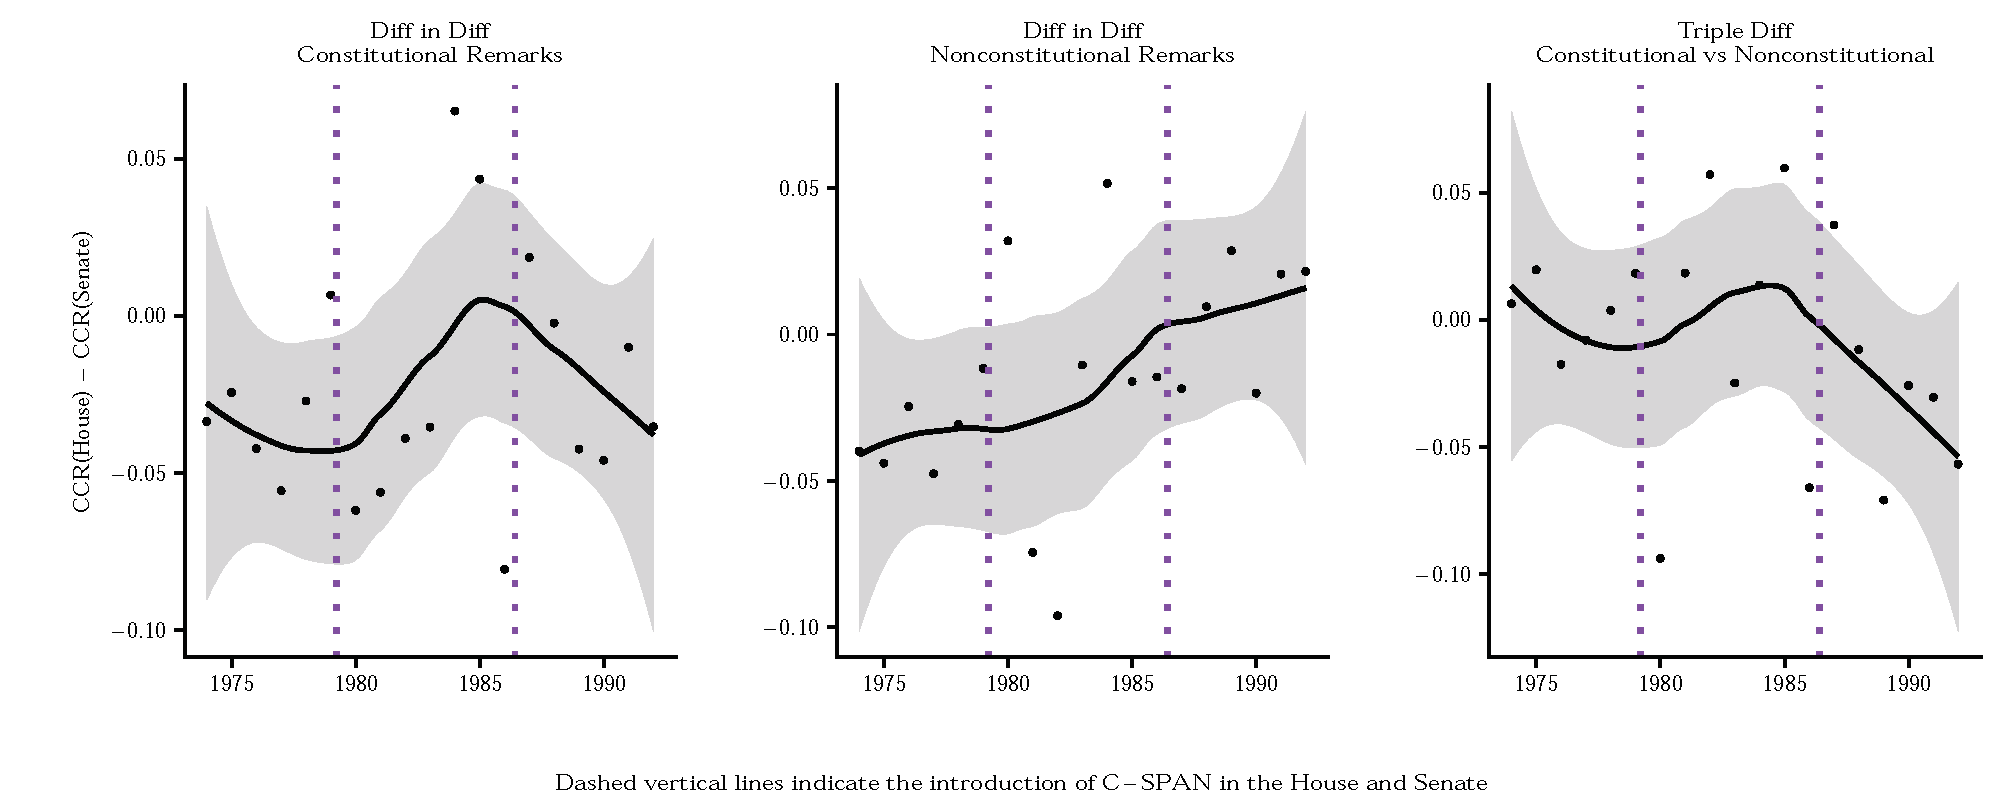 Diff in Diff
Constitutional Remarks
Diff in Diff
Nonconstitutional Remarks
Triple Diff
Constitutional vs Nonconstitutional
CCR(House) − CCR(Senate)
0.05
0.00
−0.05
−0.10
1975 1980 1985 1990
0.05
0.00
−0.05
−0.10
1975 1980 1985 1990
0.05
0.00
−0.05
−0.10
1975 1980 1985 1990
Dashed vertical lines indicate the introduction of C−SPAN in the House and Senate